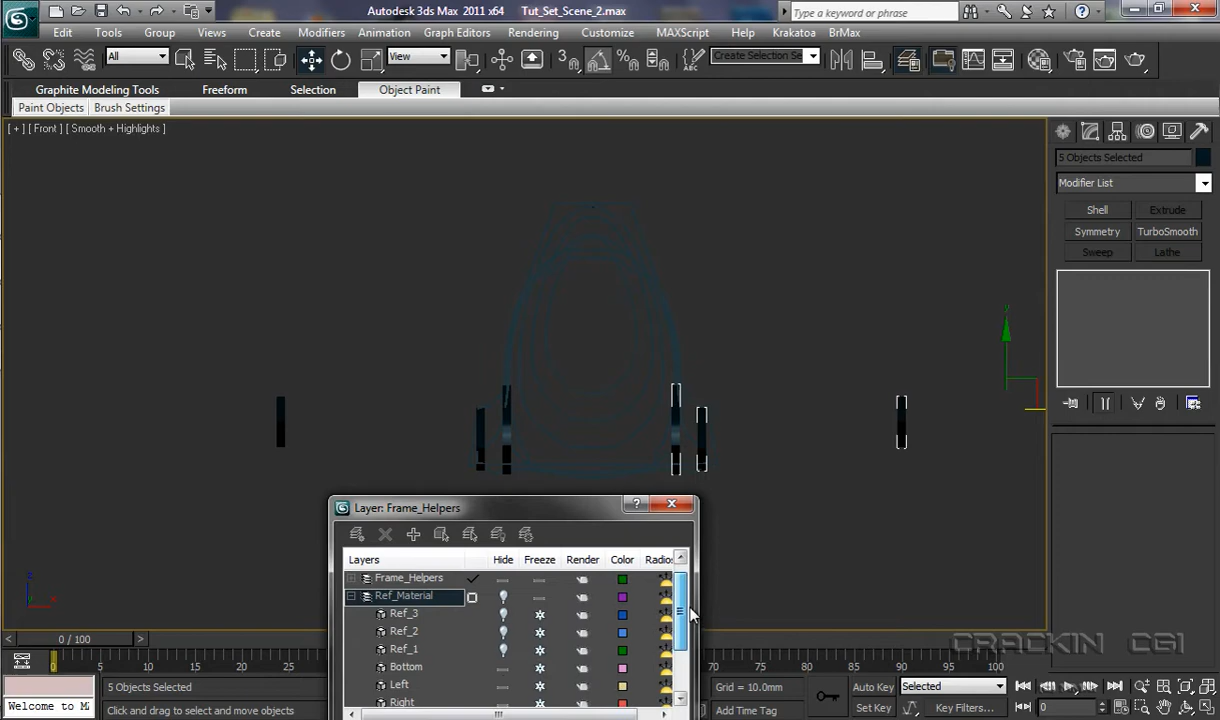 Autodesk 3ds Max 2011 x64 Tut_Set_Scene_2.max
Type a keyword or phrase
Edit Tools Group Views Create Modifiers Animation Graph Editors Rendering Customize MAXScript Help Krakatoa BrMax
All View Create Selection Se
Graphite Modeling Tools Freeform Selection Object Paint
Paint Objects Brush Settings
[ + ] [ Front ] [ Smooth + Highlights ]
5 Objects Selected
Modifier List
Shell Extrude
Symmetry TurboSmooth
Sweep Lathe
Layer: Frame_Helpers
Layers Hide Freeze Render Color Radios
Frame_Helpers
Ref_Material
Ref_3
Ref_2
Ref_1
Bottom
Left
Right
CRACKIN CGI
0 / 100
0 5 10 15 20 25 70 75 80 85 90 95 100
5 Objects Selected Grid = 10.0mm Auto Key Selected
Welcome to MA Click and drag to select and move objects Add Time Tag Set Key Key Filters... 0